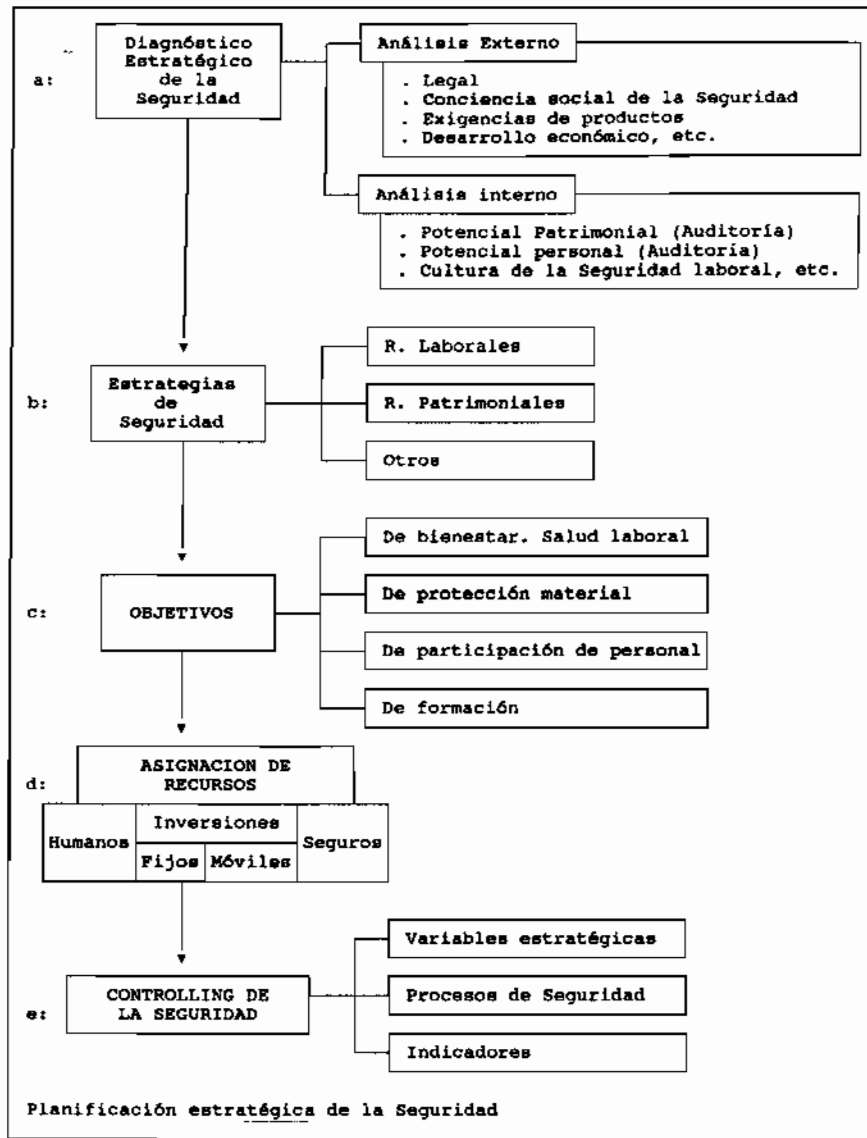 a:
Diagnóstico
Estratégico
de la
Seguridad
Análisis Externo
. Legal
. Conciencia social de la Seguridad
. Exigencias de productos
. Desarrollo económico, etc.
Análisis interno
. Potencial Patrimonial (Auditoría)
. Potencial personal (Auditoría)
. Cultura de la Seguridad laboral, etc.
b:
Estrategias
de
Seguridad
R. Laborales
R. Patrimoniales
Otros
c:
OBJETIVOS
De bienestar. Salud laboral
De protección material
De participación de personal
De formación
d:
ASIGNACION DE
RECURSOS
Humanos
Inversiones
Fijos
Móviles
Seguros
e:
CONTROLLING DE
LA SEGURIDAD
Variables estratégicas
Procesos de Seguridad
Indicadores
Planificación estratégica de la Seguridad